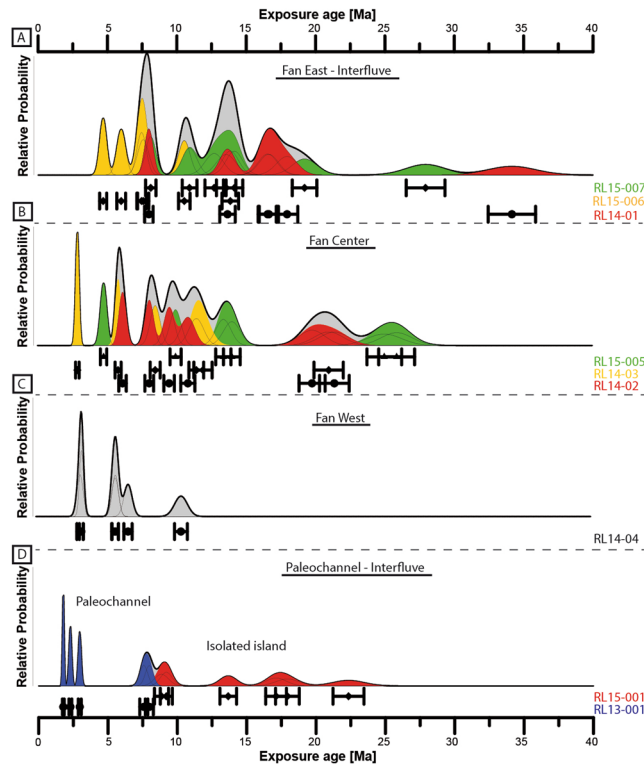 Exposure age [Ma]
0 5 10 15 20 25 30 35 40
A
Relative Probability
Fan East - Interfluve
RL15-007
RL15-006
RL14-01
B
Relative Probability
Fan Center
RL15-005
RL14-03
RL14-02
C
Relative Probability
Fan West
RL14-04
D
Relative Probability
Paleochannel - Interfluve
Paleochannel
Isolated island
RL15-001
RL13-001
0 5 10 15 20 25 30 35 40
Exposure age [Ma]